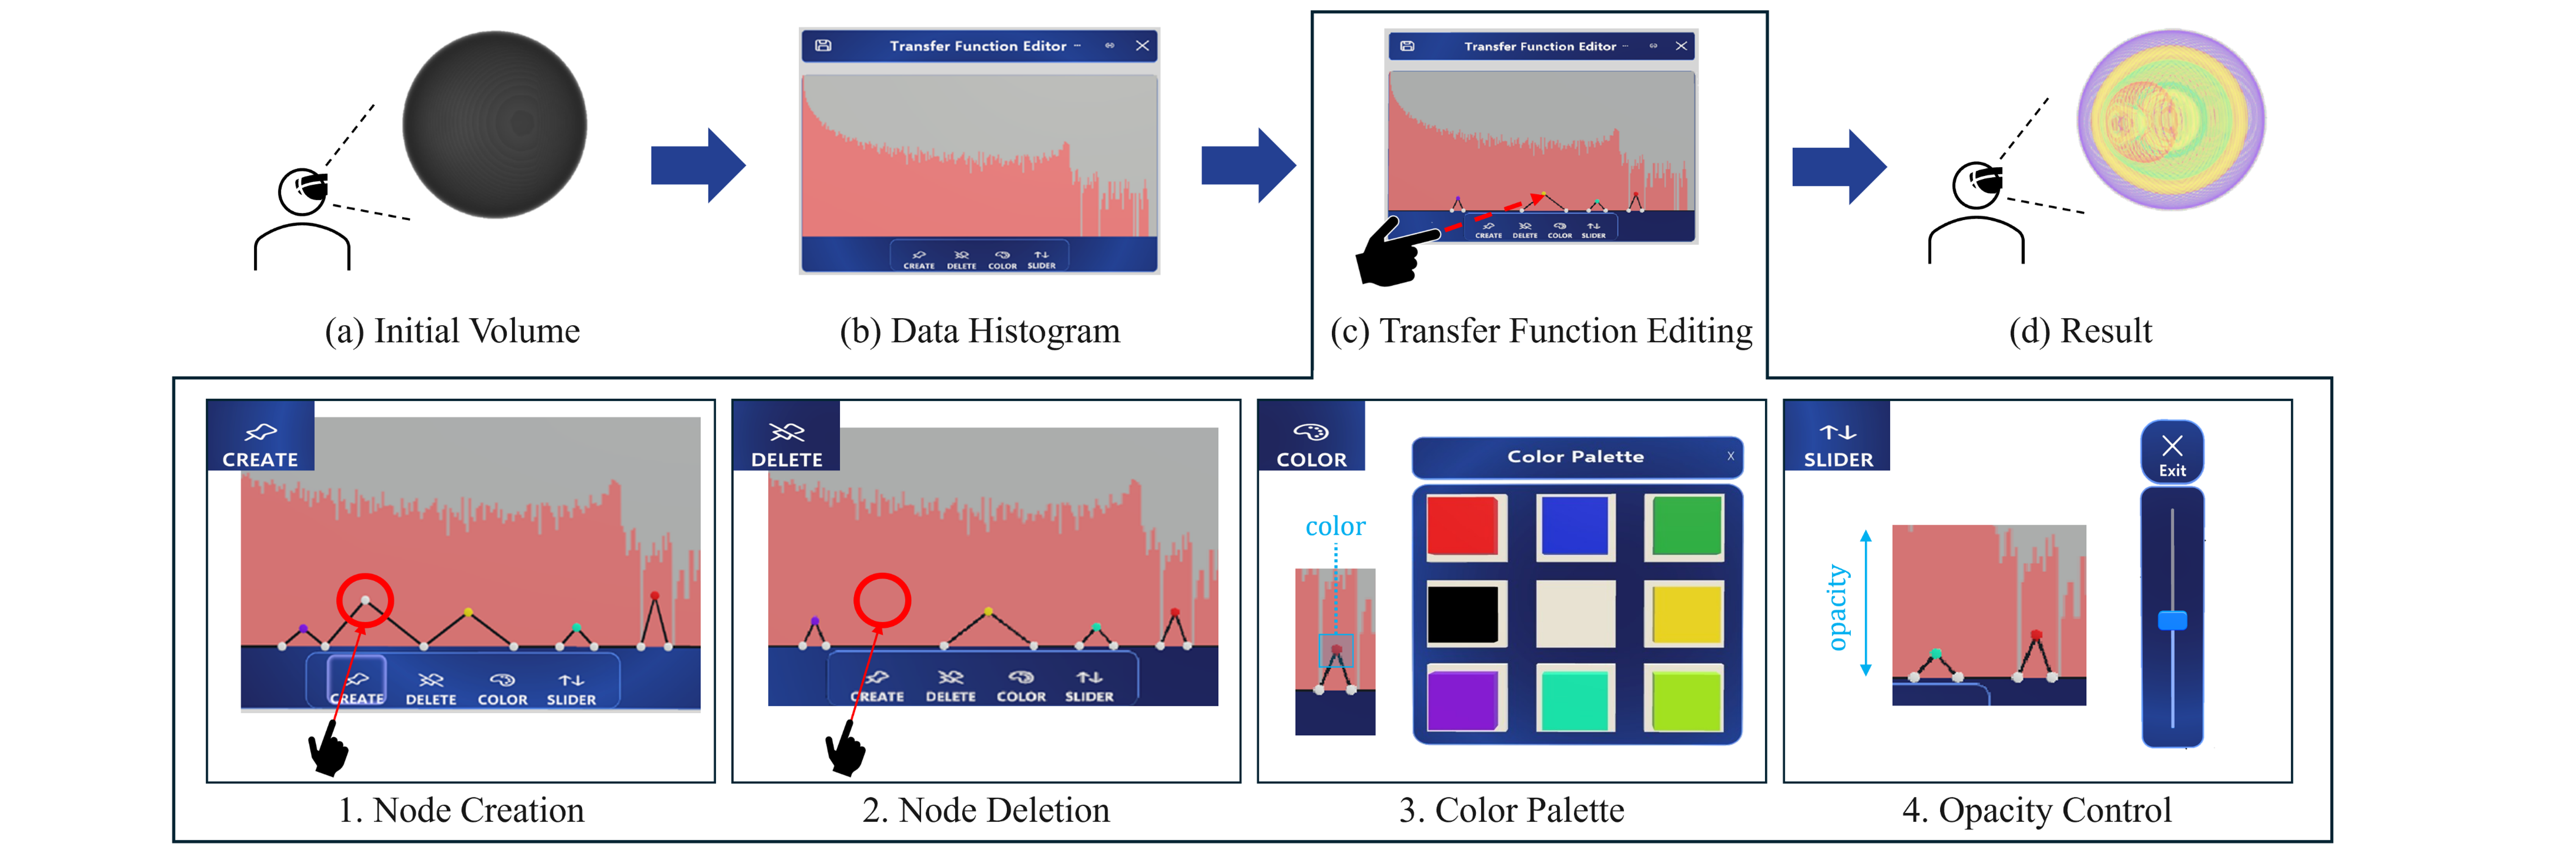 Transfer Function Editor ···
CREATE DELETE COLOR SLIDER
Transfer Function Editor ···
CREATE DELETE COLOR SLIDER
(a) Initial Volume
(b) Data Histogram
(c) Transfer Function Editing
(d) Result
CREATE
CREATE DELETE COLOR SLIDER
1. Node Creation
DELETE
CREATE DELETE COLOR SLIDER
2. Node Deletion
COLOR
color
Color Palette X
3. Color Palette
SLIDER
opacity
Exit
4. Opacity Control